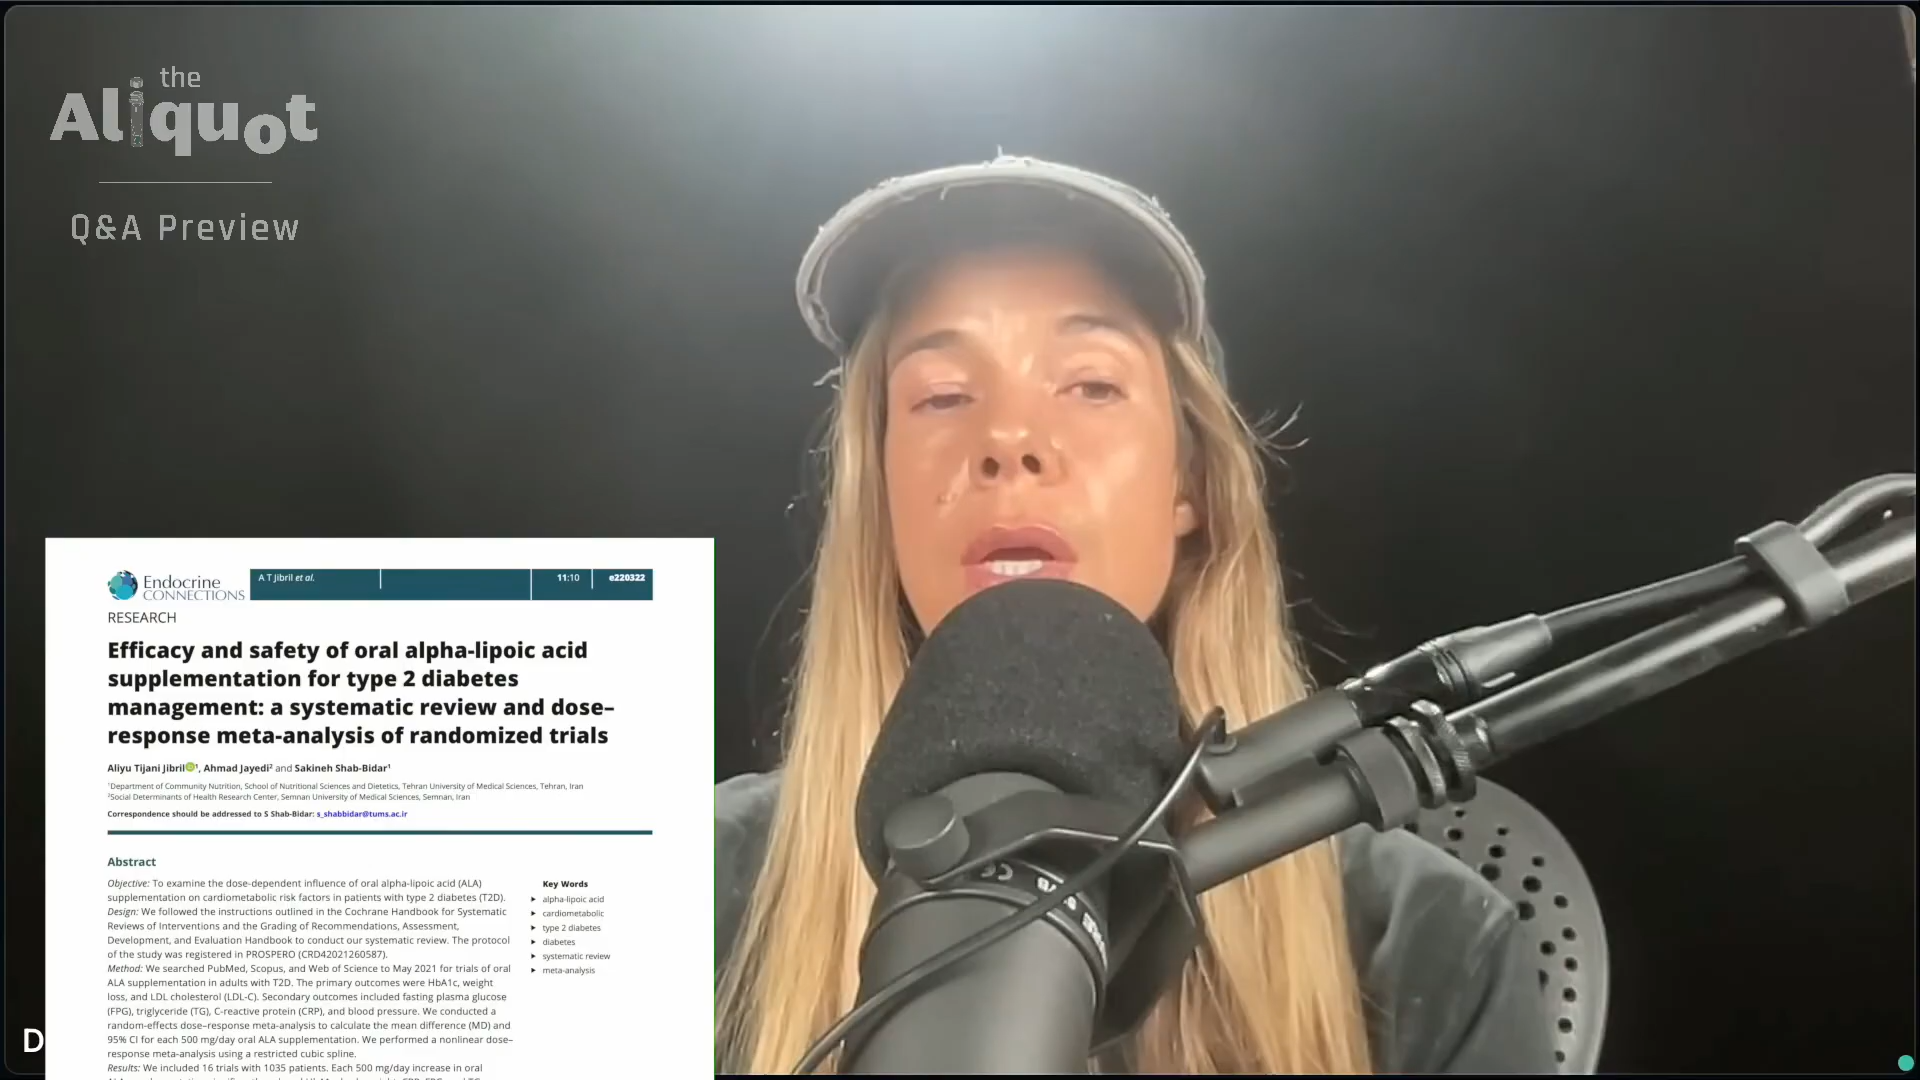 the
Aliquot
Q&A Preview
Endocrine
CONNECTIONS
A T Jibril et al.
11:10
e220322
RESEARCH
Efficacy and safety of oral alpha-lipoic acid
supplementation for type 2 diabetes
management: a systematic review and dose–
response meta-analysis of randomized trials
Aliyu Tijani Jibril¹, Ahmad Jayedi² and Sakineh Shab-Bidar¹
¹Department of Community Nutrition, School of Nutritional Sciences and Dietetics, Tehran University of Medical Sciences, Tehran, Iran
²Social Determinants of Health Research Center, Semnan University of Medical Sciences, Semnan, Iran
Correspondence should be addressed to S Shab-Bidar: s_shabbidar@tums.ac.ir
Abstract
Objective: To examine the dose-dependent influence of oral alpha-lipoic acid (ALA)
supplementation on cardiometabolic risk factors in patients with type 2 diabetes (T2D).
Design: We followed the instructions outlined in the Cochrane Handbook for Systematic
Reviews of Interventions and the Grading of Recommendations, Assessment,
Development, and Evaluation Handbook to conduct our systematic review. The protocol
of the study was registered in PROSPERO (CRD42021260587).
Method: We searched PubMed, Scopus, and Web of Science to May 2021 for trials of oral
ALA supplementation in adults with T2D. The primary outcomes were HbA1c, weight
loss, and LDL cholesterol (LDL-C). Secondary outcomes included fasting plasma glucose
(FPG), triglyceride (TG), C-reactive protein (CRP), and blood pressure. We conducted a
random-effects dose–response meta-analysis to calculate the mean difference (MD) and
95% CI for each 500 mg/day oral ALA supplementation. We performed a nonlinear dose–
response meta-analysis using a restricted cubic spline.
Results: We included 16 trials with 1035 patients. Each 500 mg/day increase in oral
Key Words
▸ alpha-lipoic acid
▸ cardiometabolic
▸ type 2 diabetes
▸ diabetes
▸ systematic review
▸ meta-analysis
D